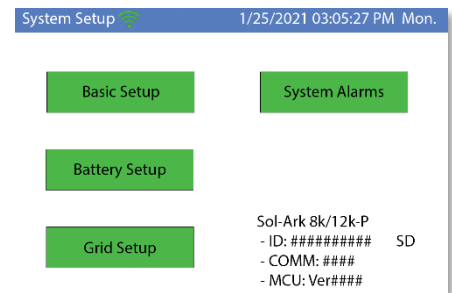 System Setup 1/25/2021 03:05:27 PM Mon.
Basic Setup System Alarms
Battery Setup
Grid Setup
Sol-Ark 8k/12k-P
- ID: ########## SD
- COMM: ####
- MCU: Ver####